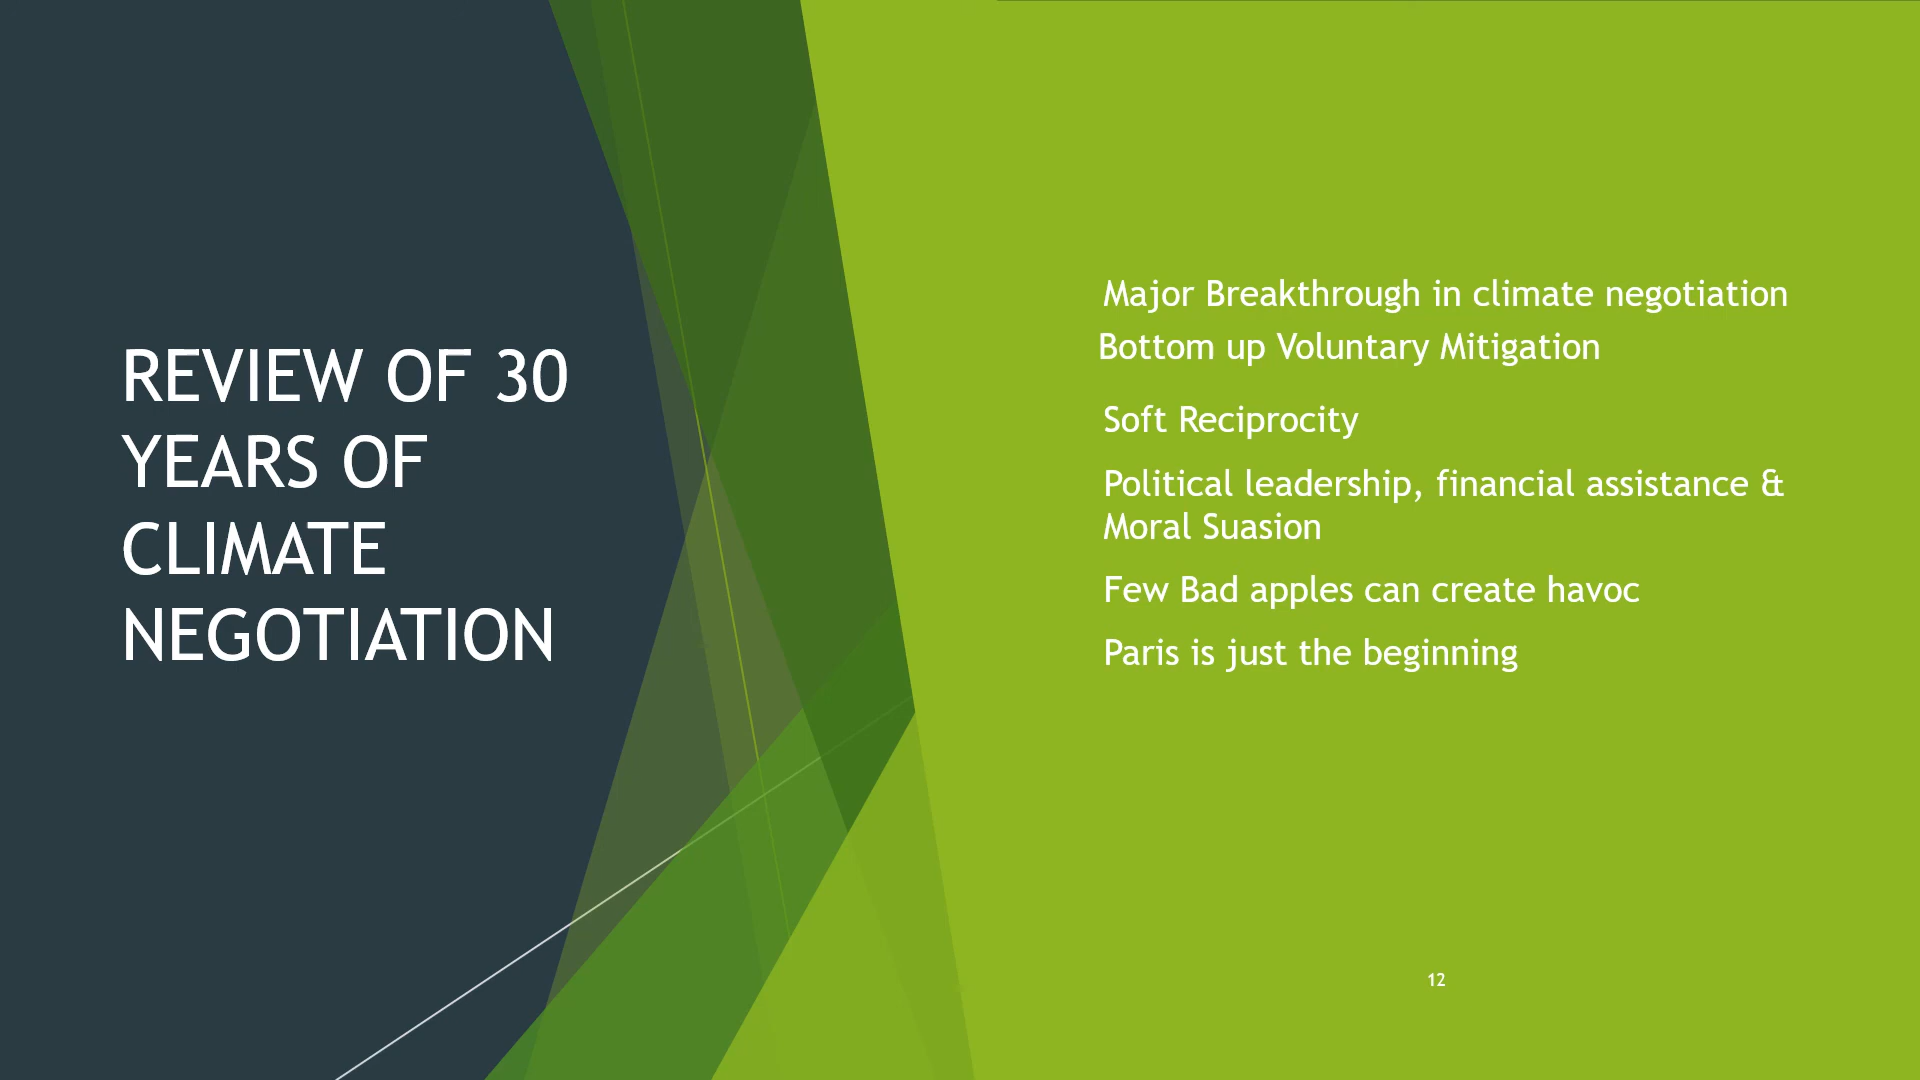 REVIEW OF 30
YEARS OF
CLIMATE
NEGOTIATION
Major Breakthrough in climate negotiation
Bottom up Voluntary Mitigation
Soft Reciprocity
Political leadership, financial assistance &
Moral Suasion
Few Bad apples can create havoc
Paris is just the beginning
12